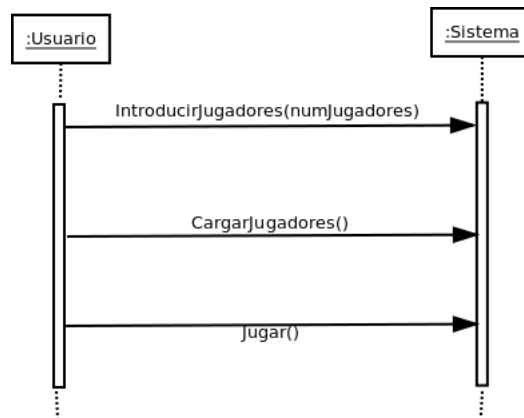 :Usuario
:Sistema
IntroducirJugadores(numJugadores)
CargarJugadores()
Jugar()